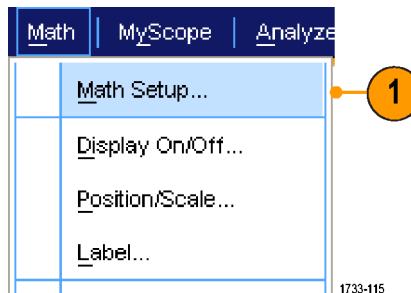 Math MyScope Analyze
Math Setup... 1
Display On/Off...
Position/Scale...
Label...
1733-115